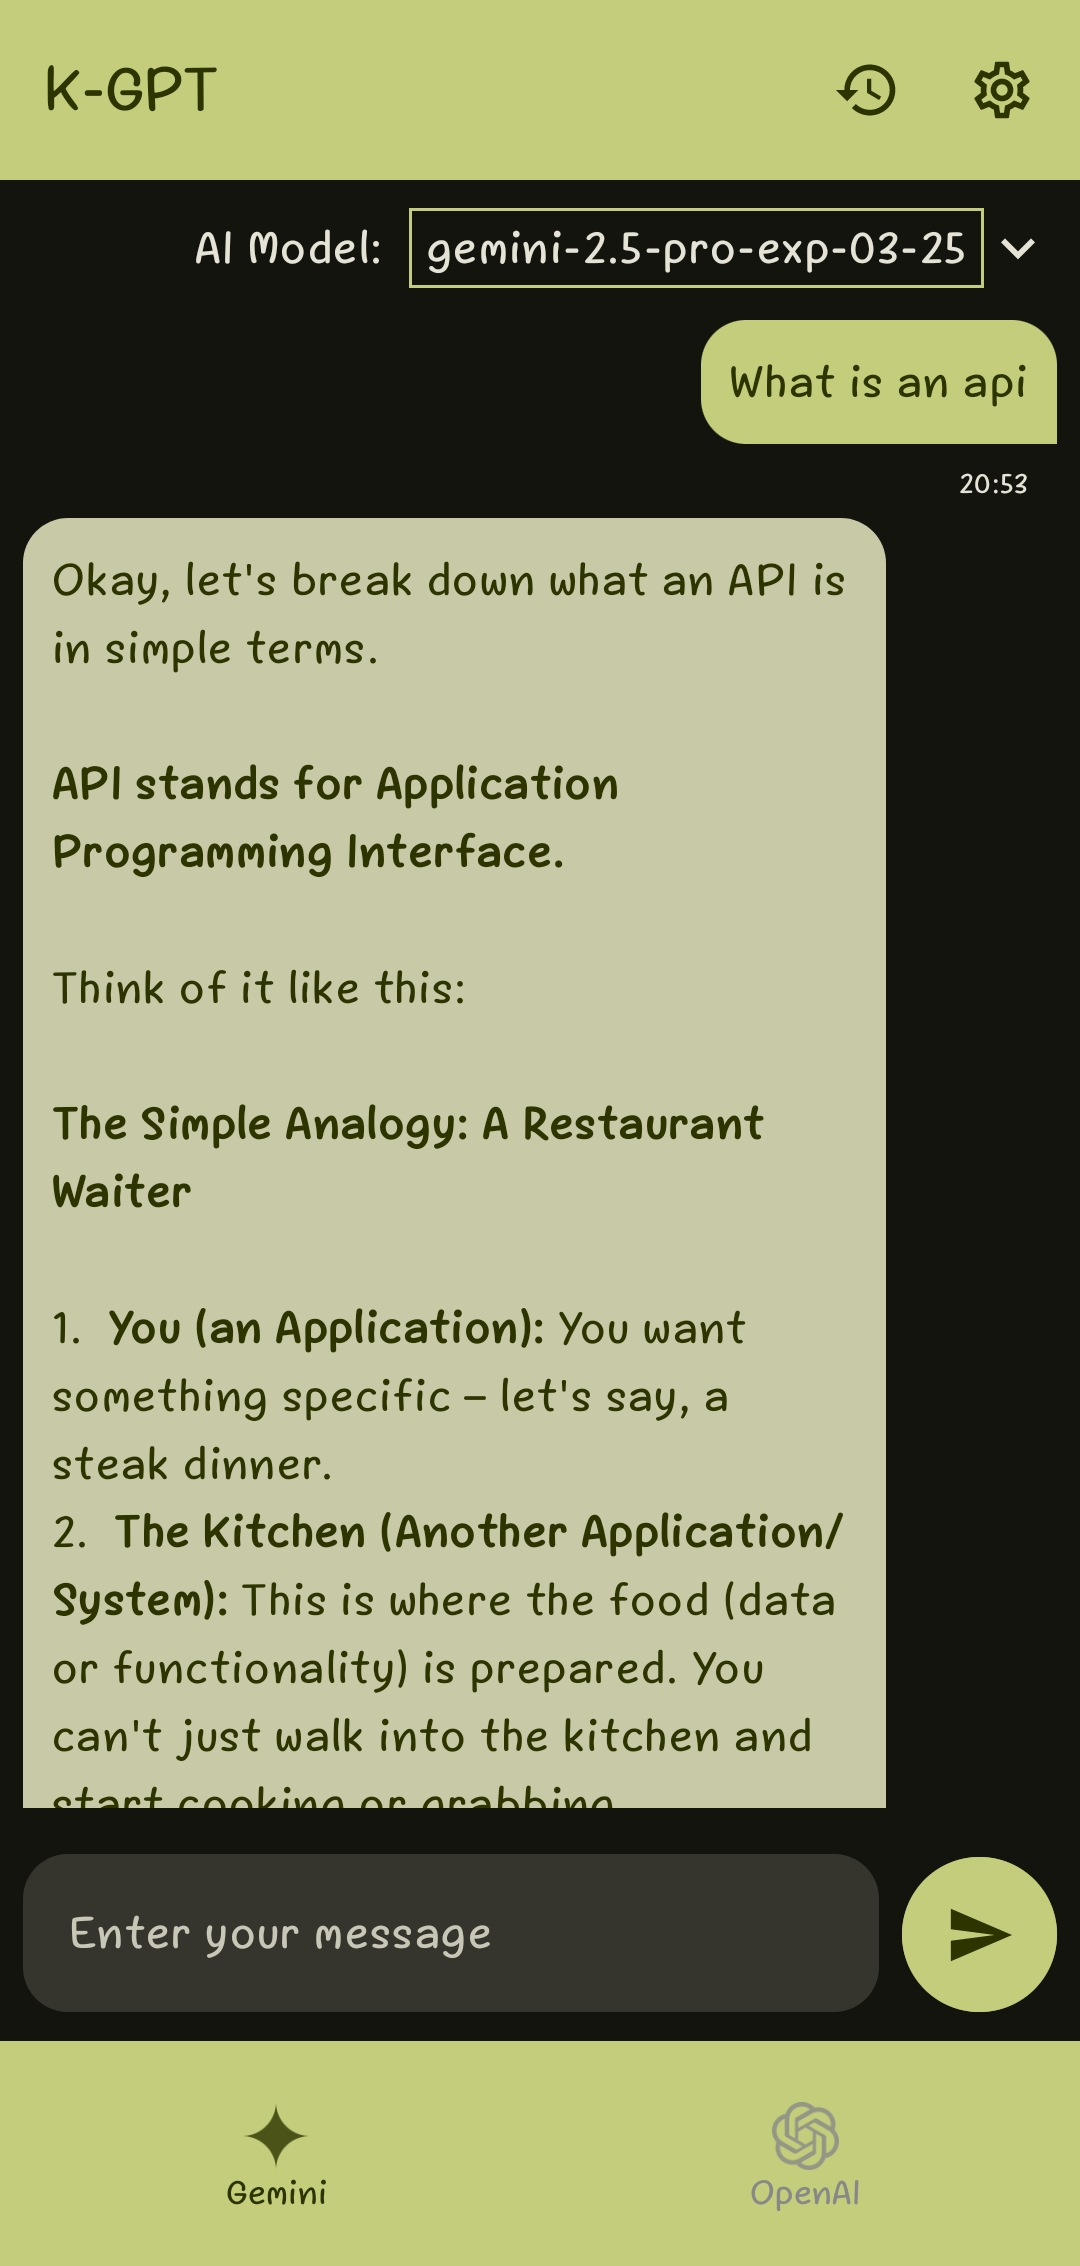 K-GPT
AI Model: gemini-2.5-pro-exp-03-25
What is an api
20:53
Okay, let's break down what an API is
in simple terms.
API stands for Application
Programming Interface.
Think of it like this:
The Simple Analogy: A Restaurant
Waiter
1. You (an Application): You want
something specific – let's say, a
steak dinner.
2. The Kitchen (Another Application/
System): This is where the food (data
or functionality) is prepared. You
can't just walk into the kitchen and
start cooking or grabbing
Enter your message
Gemini
OpenAI